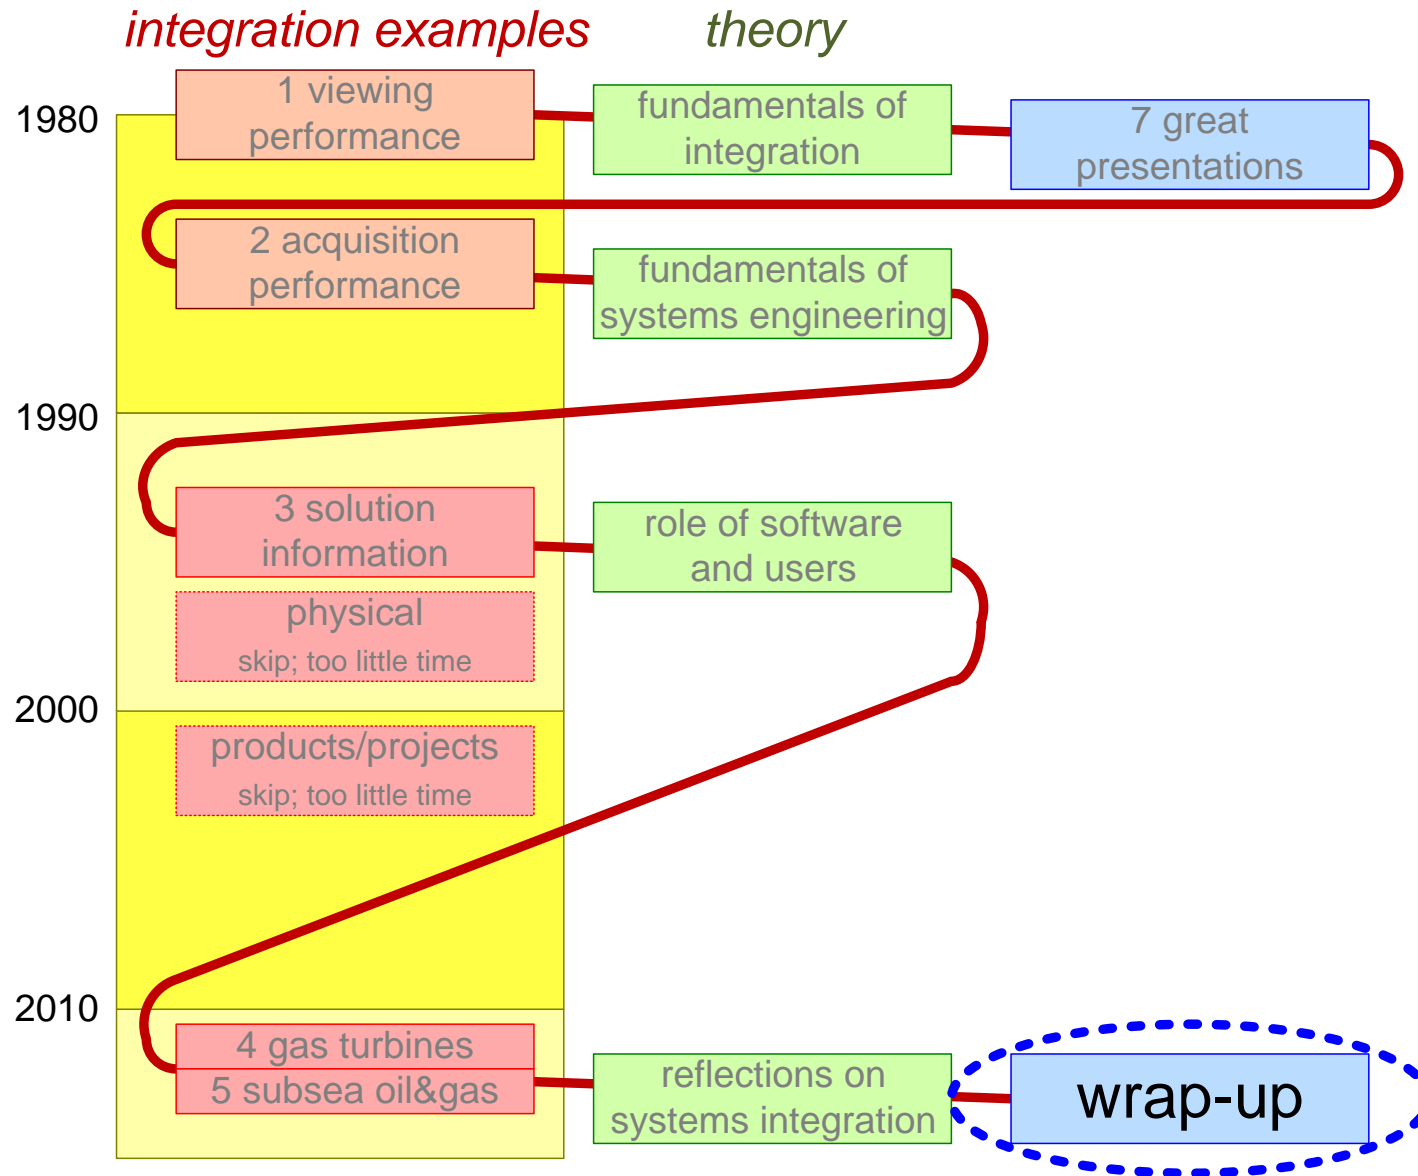 integration examples
theory
1980
1 viewing
performance
fundamentals of
integration
7 great
presentations
2 acquisition
performance
fundamentals of
systems engineering
1990
3 solution
information
role of software
and users
physical
skip; too little time
2000
products/projects
skip; too little time
2010
4 gas turbines
5 subsea oil&gas
reflections on
systems integration
wrap-up